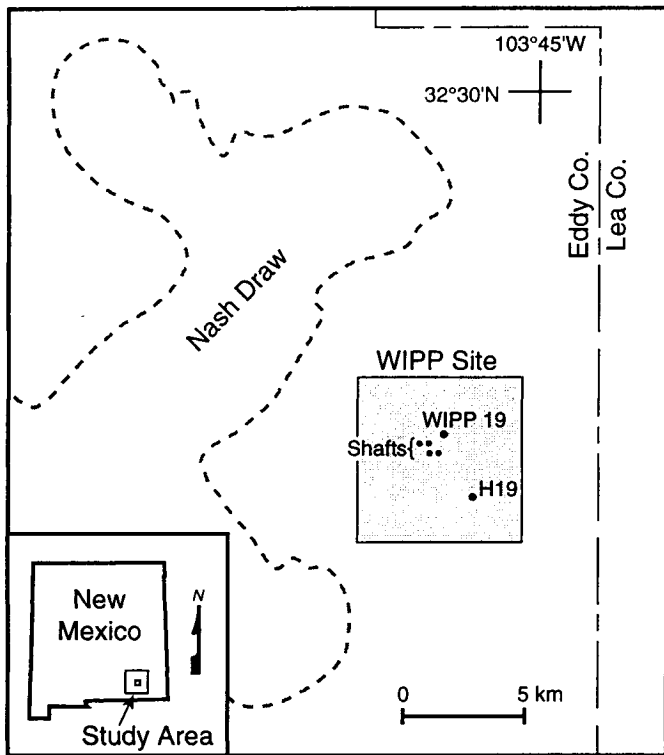 103°45'W
32°30'N
Eddy Co.
Lea Co.
Nash Draw
WIPP Site
WIPP 19
Shafts{
H19
New
Mexico
N
Study Area
0 5 km